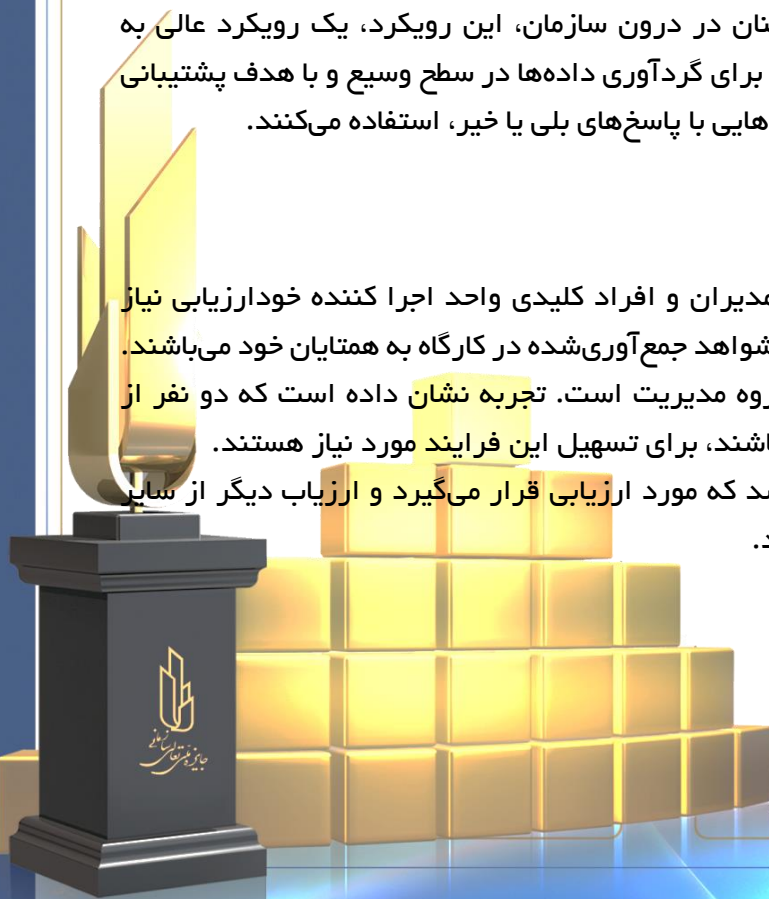 نان در درون سازمان، این رویکرد، یک رویکرد عالی به
برای گردآوری داده‌ها در سطح وسیع و با هدف پشتیبانی
هایی با پاسخ‌های بلی یا خیر، استفاده می‌کنند.
مدیران و افراد کلیدی واحد اجرا کننده خودارزیابی نیاز
شواهد جمع‌آوری‌شده در کارگاه به همتایان خود می‌باشند.
روه مدیریت است. تجربه نشان داده است که دو نفر از
اشند، برای تسهیل این فرایند مورد نیاز هستند.
د که مورد ارزیابی قرار می‌گیرد و ارزیاب دیگر از سایر
د.
جایزه ملی تعالی سازمانی